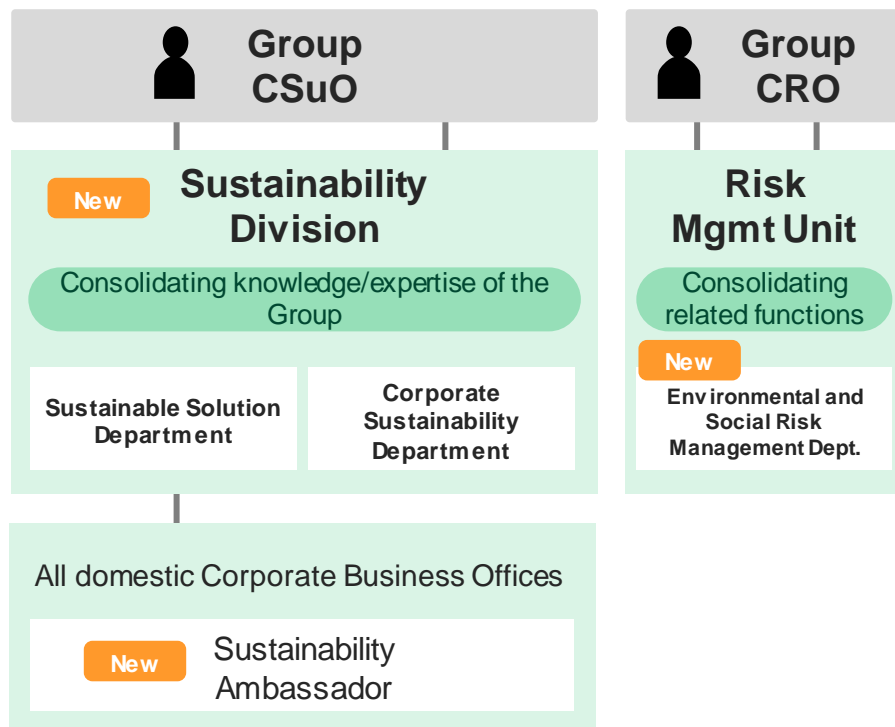 Group
CSuO
New
Sustainability
Division
Consolidating knowledge/expertise of the
Group
Sustainable Solution
Department
Corporate
Sustainability
Department
All domestic Corporate Business Offices
New
Sustainability
Ambassador
Group
CRO
Risk
Mgmt Unit
Consolidating
related functions
New
Environmental and
Social Risk
Management Dept.